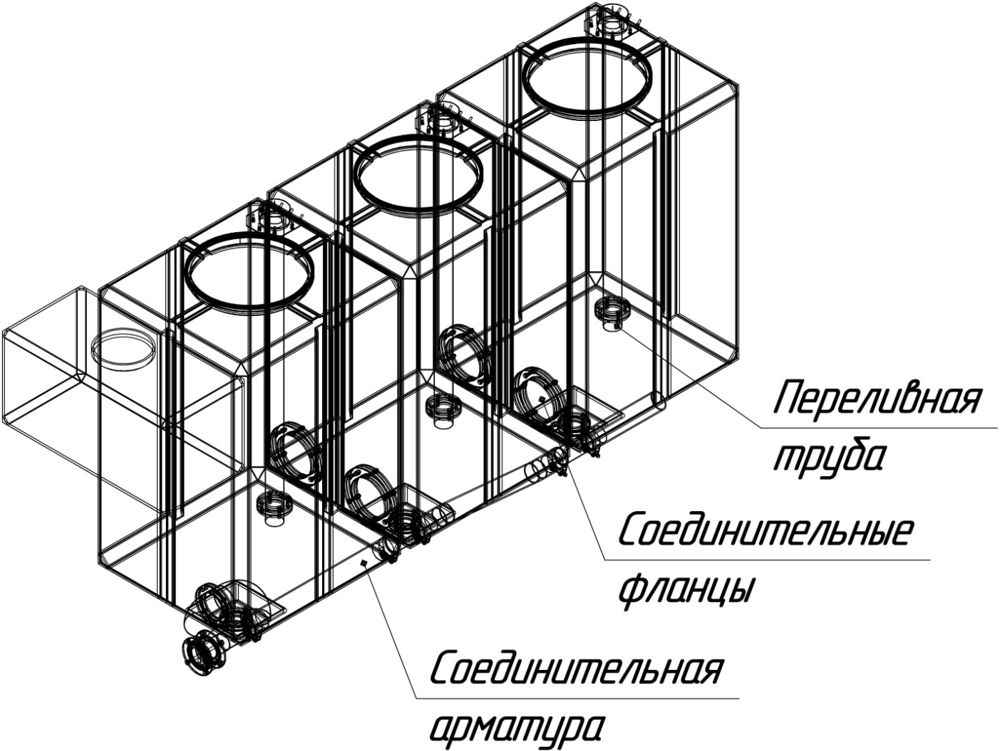 Переливная
труба
Соединительные
фланцы
Соединительная
арматура